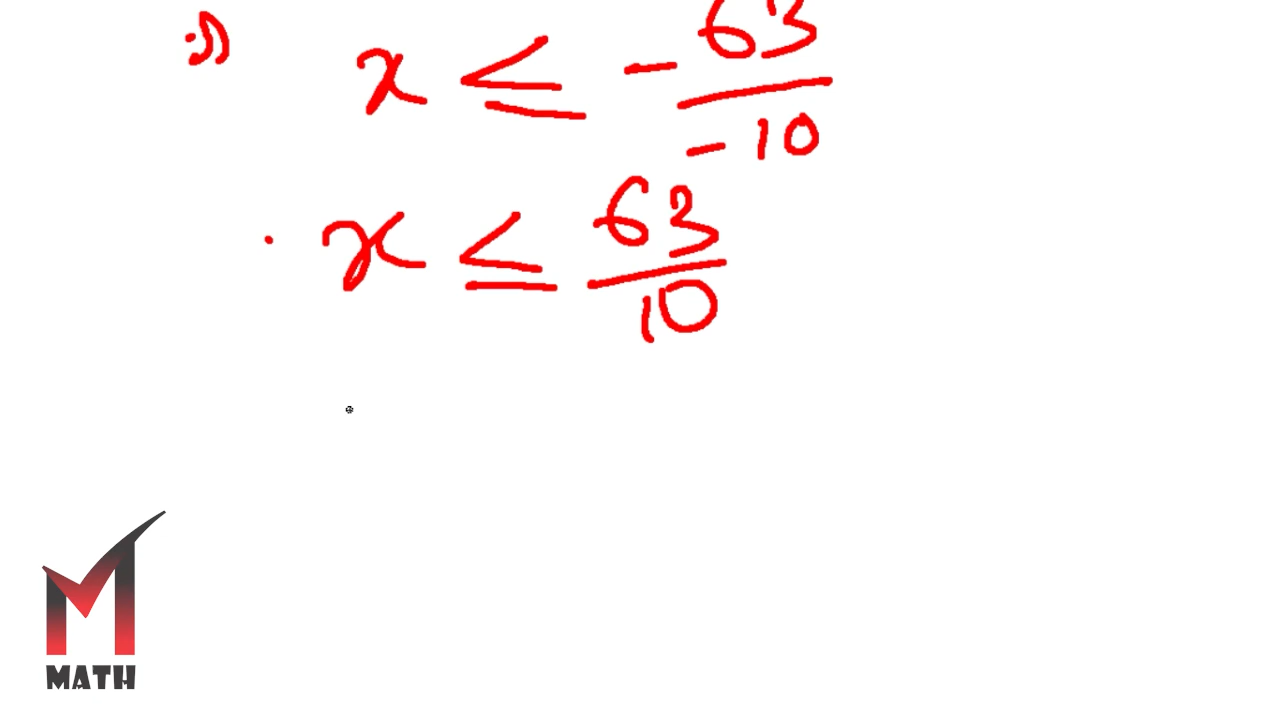 x ≤ -63/-10
x ≤ 63/10
MATH